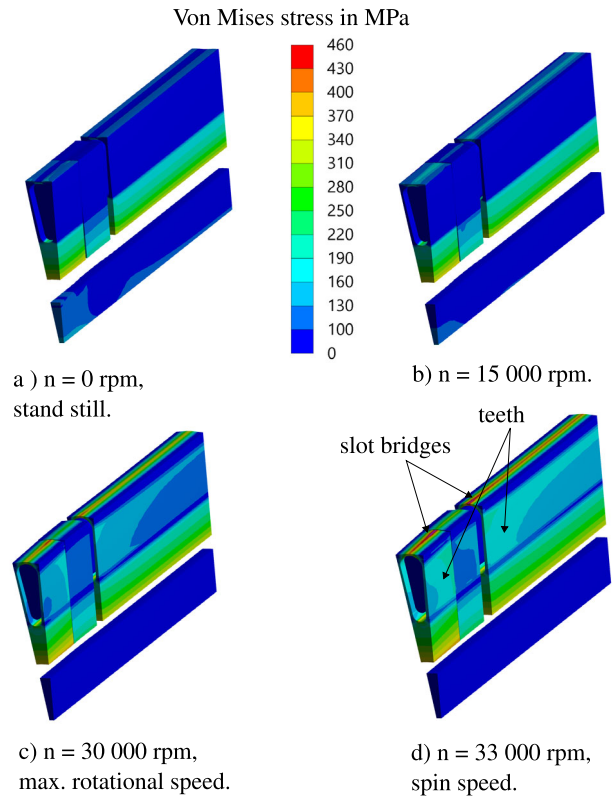 Von Mises stress in MPa
460
430
400
370
340
310
280
250
220
190
160
130
100
0
a ) n = 0 rpm,
stand still.
b) n = 15 000 rpm.
teeth
slot bridges
c) n = 30 000 rpm,
max. rotational speed.
d) n = 33 000 rpm,
spin speed.